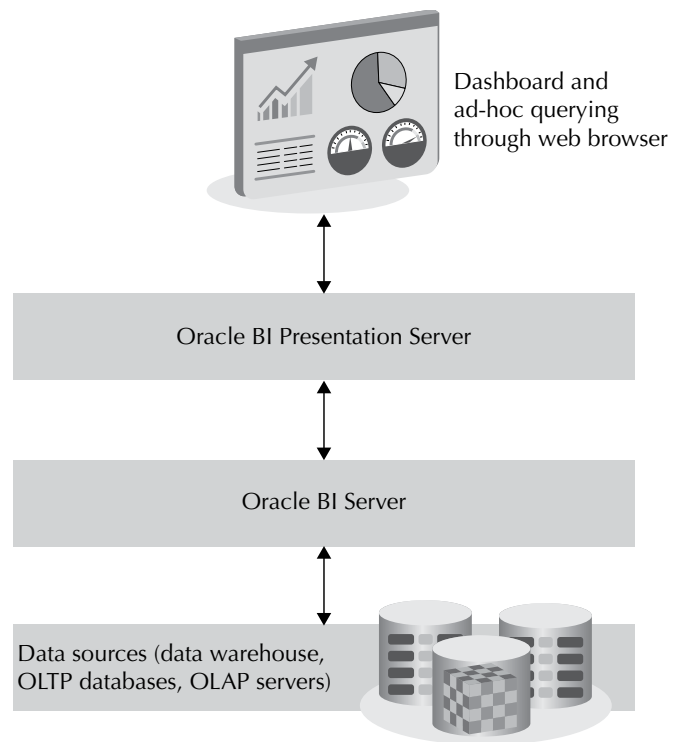 Dashboard and
ad-hoc querying
through web browser
Oracle BI Presentation Server
Oracle BI Server
Data sources (data warehouse,
OLTP databases, OLAP servers)